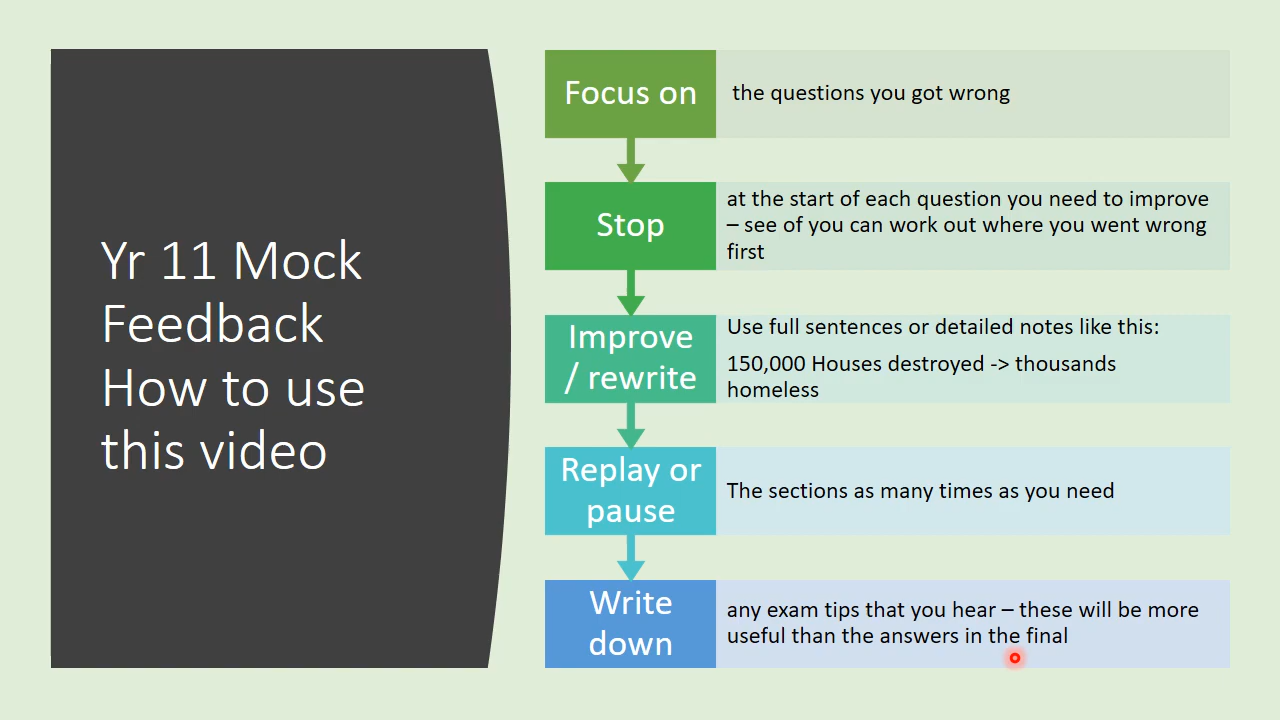 Yr 11 Mock
Feedback
How to use
this video
Focus on
the questions you got wrong
Stop
at the start of each question you need to improve
– see of you can work out where you went wrong
first
Improve
/ rewrite
Use full sentences or detailed notes like this:
150,000 Houses destroyed -> thousands
homeless
Replay or
pause
The sections as many times as you need
Write
down
any exam tips that you hear – these will be more
useful than the answers in the final